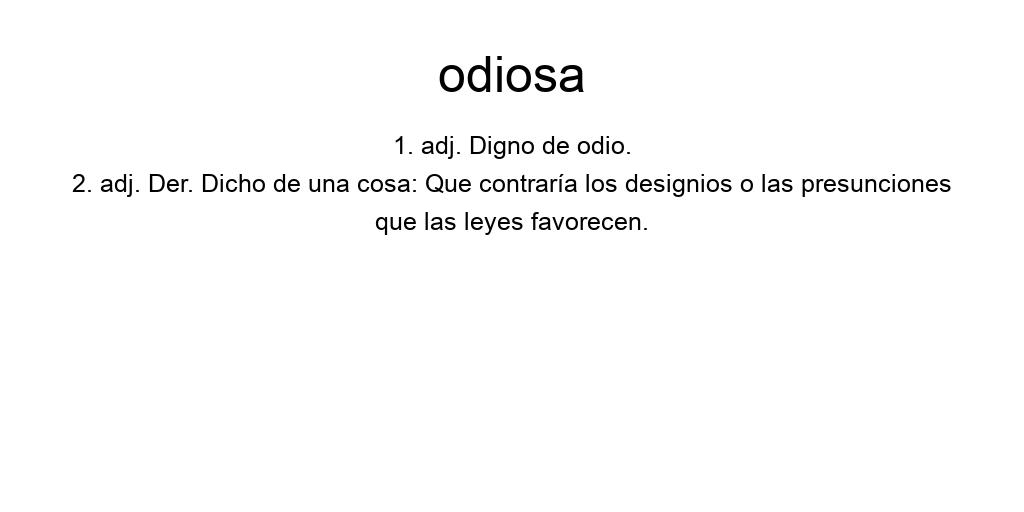 odiosa
1. adj. Digno de odio.
2. adj. Der. Dicho de una cosa: Que contraría los designios o las presunciones
que las leyes favorecen.